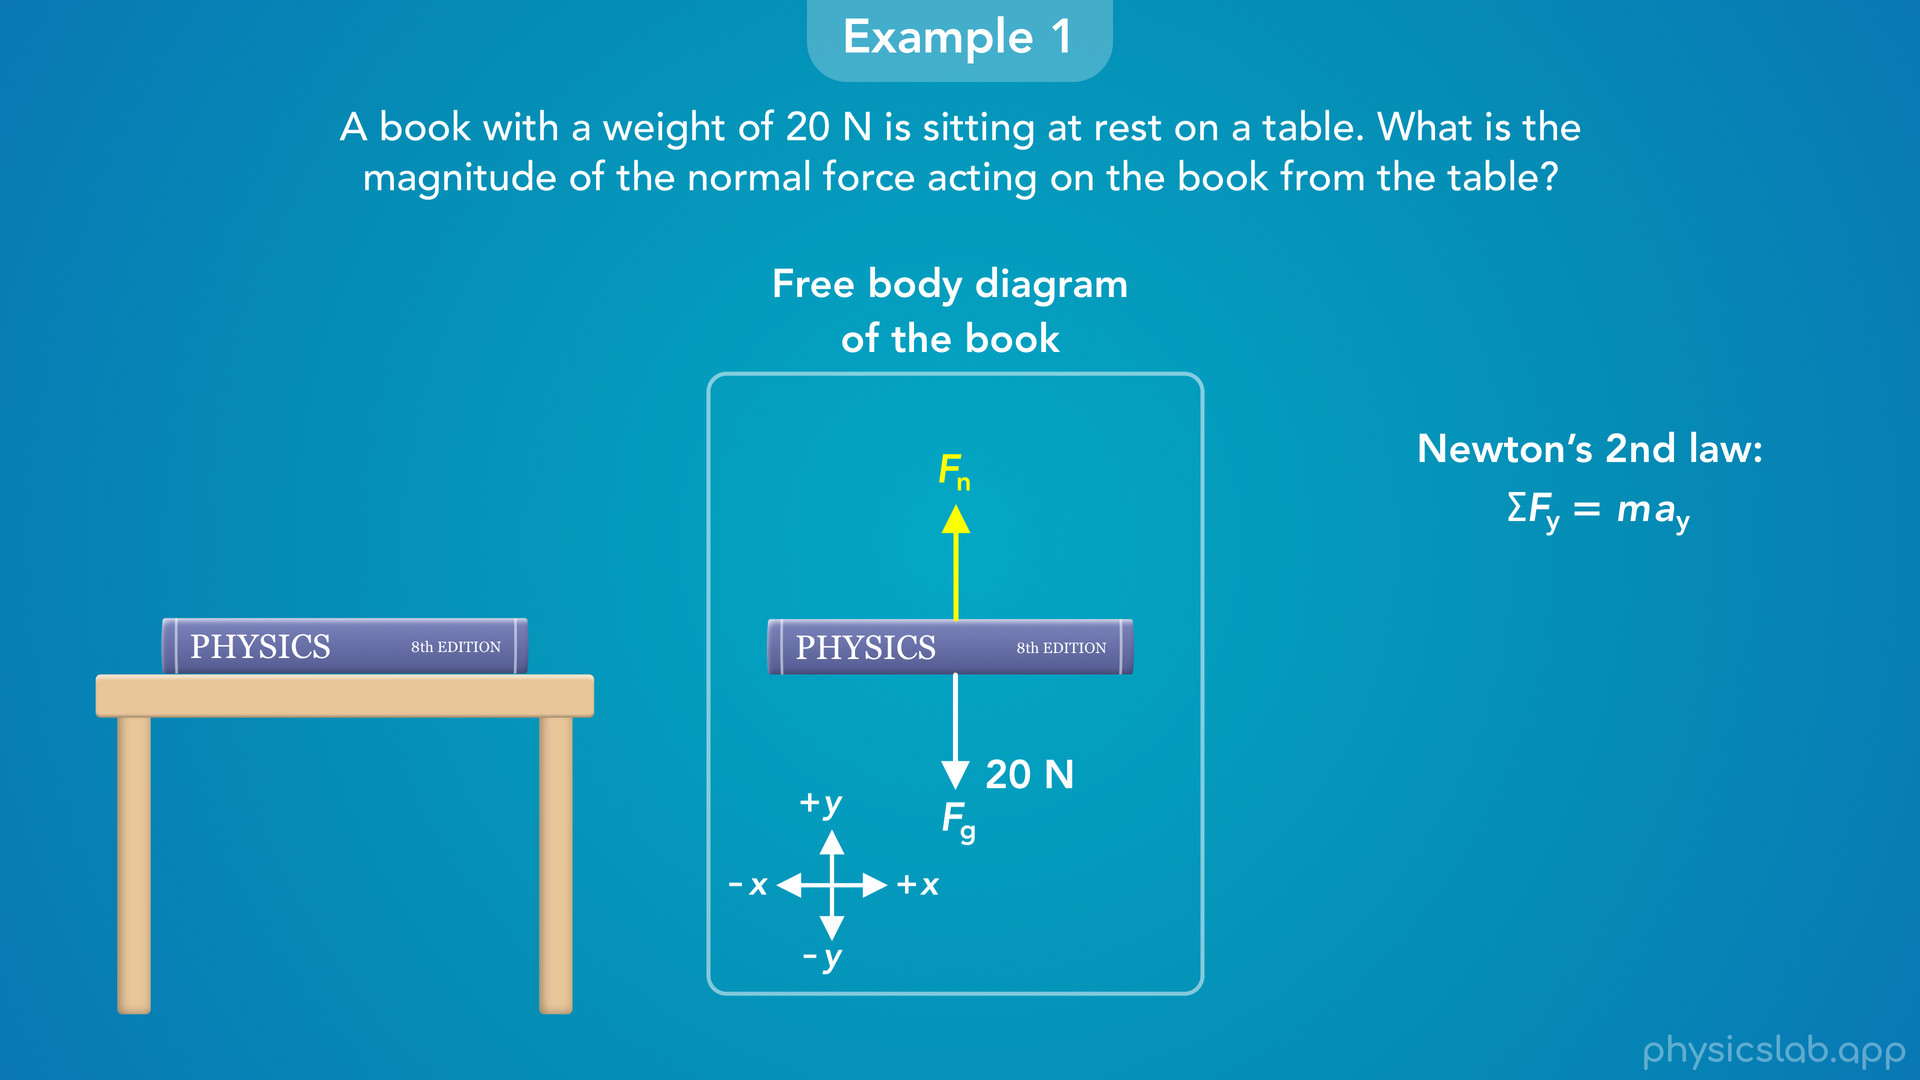 Example 1
A book with a weight of 20 N is sitting at rest on a table. What is the
magnitude of the normal force acting on the book from the table?
Free body diagram
of the book
Newton’s 2nd law:
ΣFy = may
Fn
PHYSICS 8th EDITION
PHYSICS 8th EDITION
20 N
Fg
+y
-x +x
-y
physicslab.app